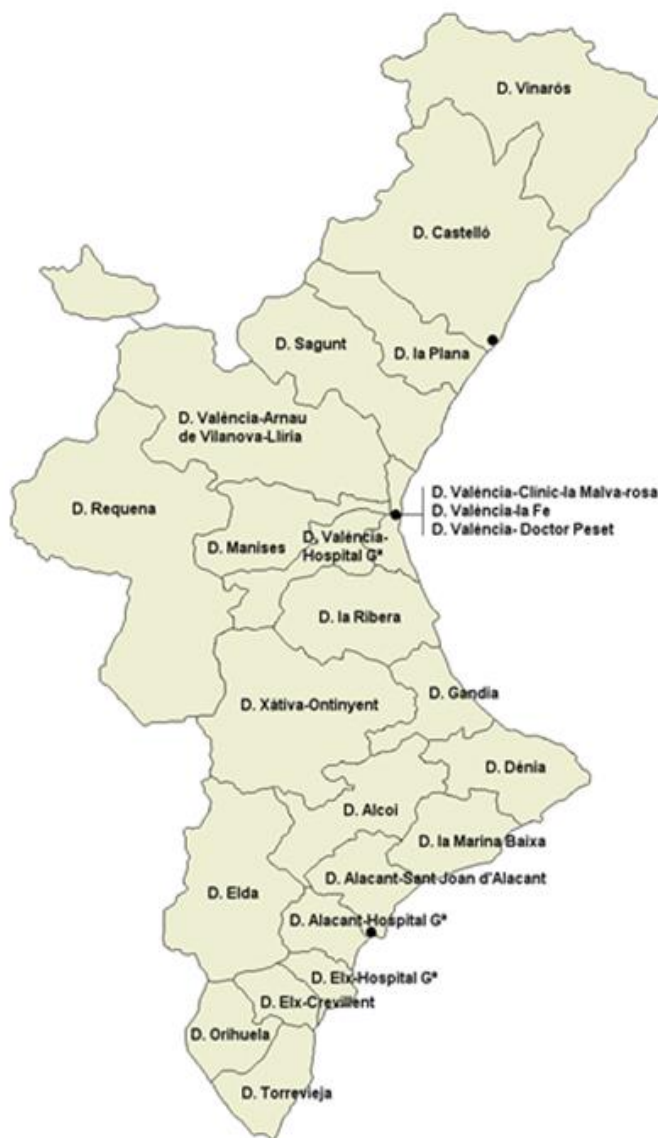 D. Vinarós
D. Castelló
D. Sagunt
D. la Plana
D. València-Arnau
de Vilanova-Llíria
D. València-Clínic-la Malva-rosa
D. València-la Fe
D. València- Doctor Peset
D. Requena
D. Manises
D. València-
Hospital Gª
D. la Ribera
D. Gandia
D. Xàtiva-Ontinyent
D. Dénia
D. Alcoi
D. la Marina Baixa
D. Alacant-Sant Joan d'Alacant
D. Elda
D. Alacant-Hospital Gª
D. Elx-Hospital Gª
D. Elx-Crevillent
D. Orihuela
D. Torrevieja